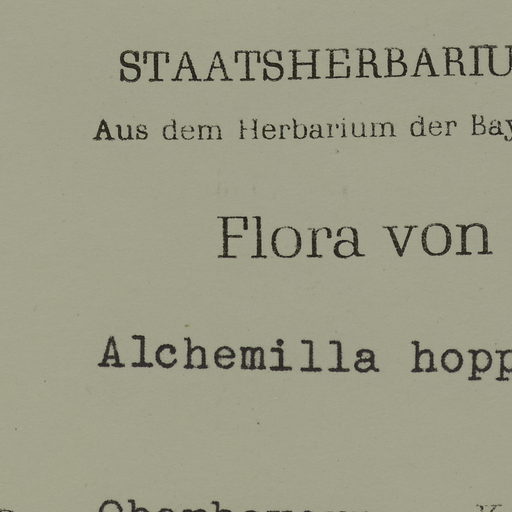 STAATSHERBARIU
Aus dem Herbarium der Bay
Flora von
Alchemilla hopp